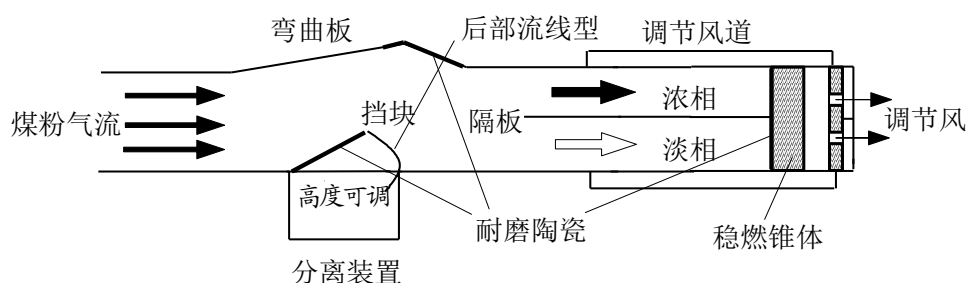 弯曲板
后部流线型
调节风道
煤粉气流
挡块
隔板
浓相
调节风
淡相
高度可调
耐磨陶瓷
稳燃锥体
分离装置